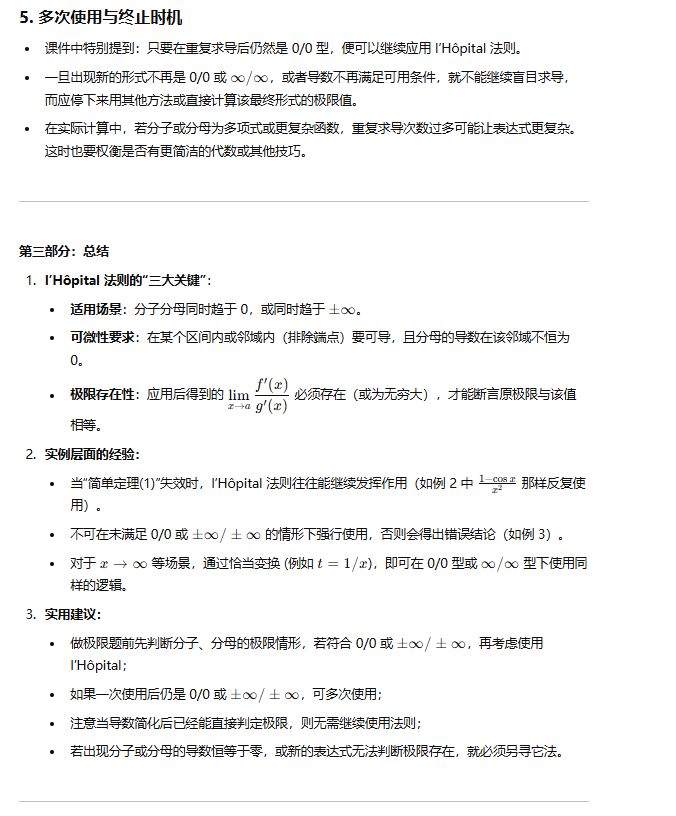 5. 多次使用与终止时机
• 课件中特别提到：只要在重复求导后仍然是 0/0 型，便可以继续应用 l’Hôpital 法则。
• 一旦出现新的形式不再是 0/0 或 ∞/∞，或者导数不再满足可用条件，就不能继续盲目求导，
而应停下来用其他方法或直接计算该最终形式的极限值。
• 在实际计算中，若分子或分母为多项式或更复杂函数，重复求导次数过多可能让表达式更复杂。
这时也要权衡是否有更简洁的代数或其他技巧。
第三部分：总结
1. l’Hôpital 法则的“三大关键”：
• 适用场景：分子分母同时趋于 0，或同时趋于 ±∞。
• 可微性要求：在某个区间内或邻域内（排除端点）要可导，且分母的导数在该邻域不恒为
0。
• 极限存在性：应用后得到的 lim x→a f′(x)/g′(x) 必须存在（或为无穷大），才能断言原极限与该值
相等。
2. 实例层面的经验：
• 当“简单定理(1)”失效时，l’Hôpital 法则往往能继续发挥作用（如例 2 中 1−cos x/x² 那样反复使
用）。
• 不可在未满足 0/0 或 ±∞/±∞ 的情形下强行使用，否则会得出错误结论（如例 3）。
• 对于 x → ∞ 等场景，通过恰当变换 (例如 t = 1/x)，即可在 0/0 型或 ∞/∞ 型下使用同
样的逻辑。
3. 实用建议：
• 做极限题前先判断分子、分母的极限情形，若符合 0/0 或 ±∞/±∞，再考虑使用
l’Hôpital；
• 如果一次使用后仍是 0/0 或 ±∞/±∞，可多次使用；
• 注意当导数简化后已经能直接判定极限，则无需继续使用法则；
• 若出现分子或分母的导数恒等于零，或新的表达式无法判断极限存在，就必须另寻它法。